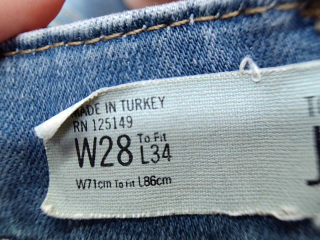 MADE IN TURKEY
RN 125149
W28 To Fit L34
W71cm To Fit L86cm